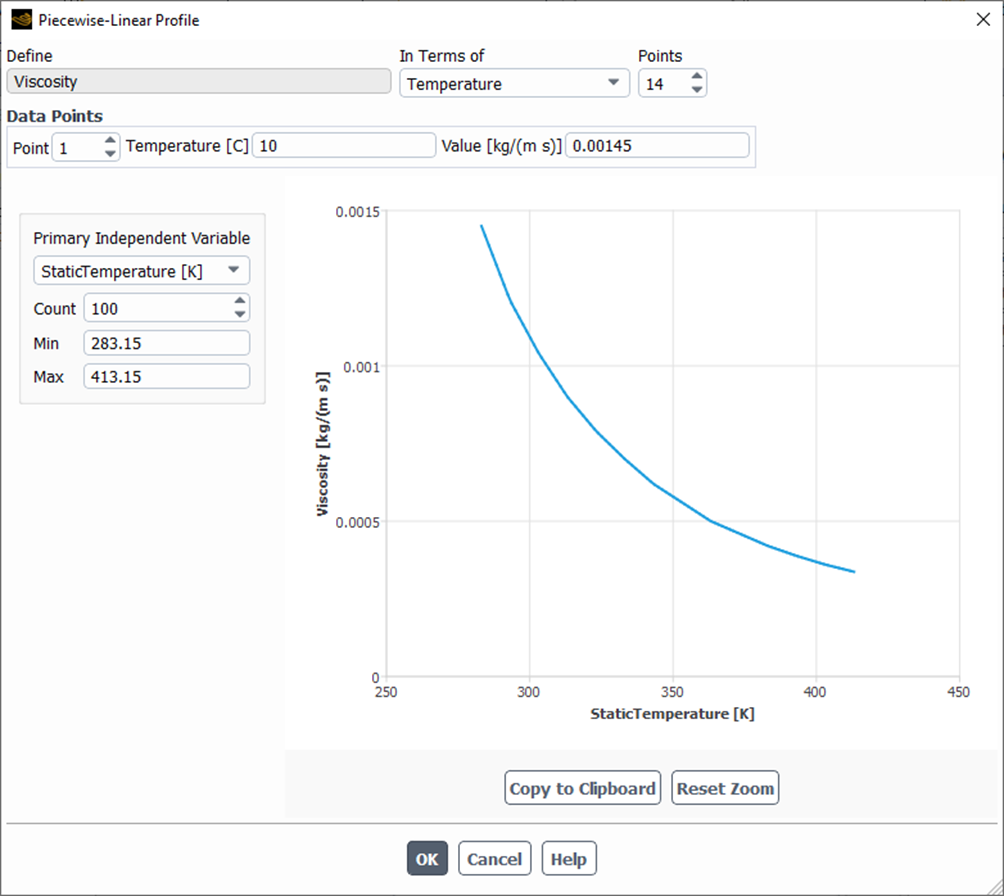 Piecewise-Linear Profile
Define In Terms of Points
Viscosity Temperature 14
Data Points
Point 1 Temperature [C] 10 Value [kg/(m s)] 0.00145
Primary Independent Variable
StaticTemperature [K]
Count 100
Min 283.15
Max 413.15
0.0015
0.001
0.0005
0
Viscosity [kg/(m s)]
250 300 350 400 450
StaticTemperature [K]
Copy to Clipboard Reset Zoom
OK Cancel Help